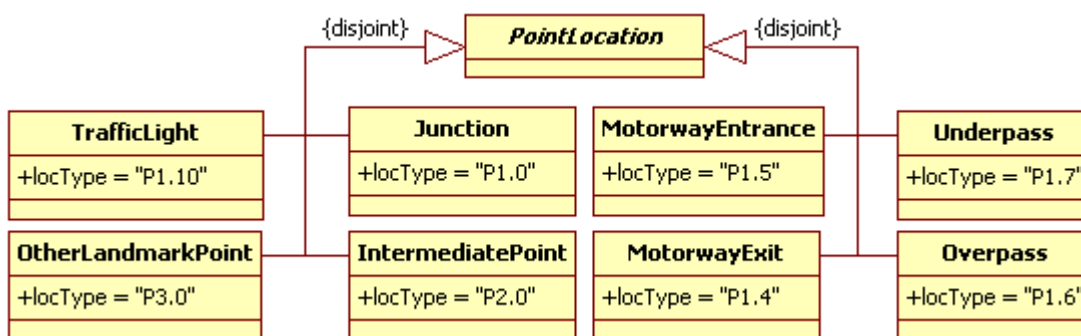 {disjoint}
PointLocation
{disjoint}
TrafficLight
+locType = "P1.10"
Junction
+locType = "P1.0"
MotorwayEntrance
+locType = "P1.5"
Underpass
+locType = "P1.7"
OtherLandmarkPoint
+locType = "P3.0"
IntermediatePoint
+locType = "P2.0"
MotorwayExit
+locType = "P1.4"
Overpass
+locType = "P1.6"